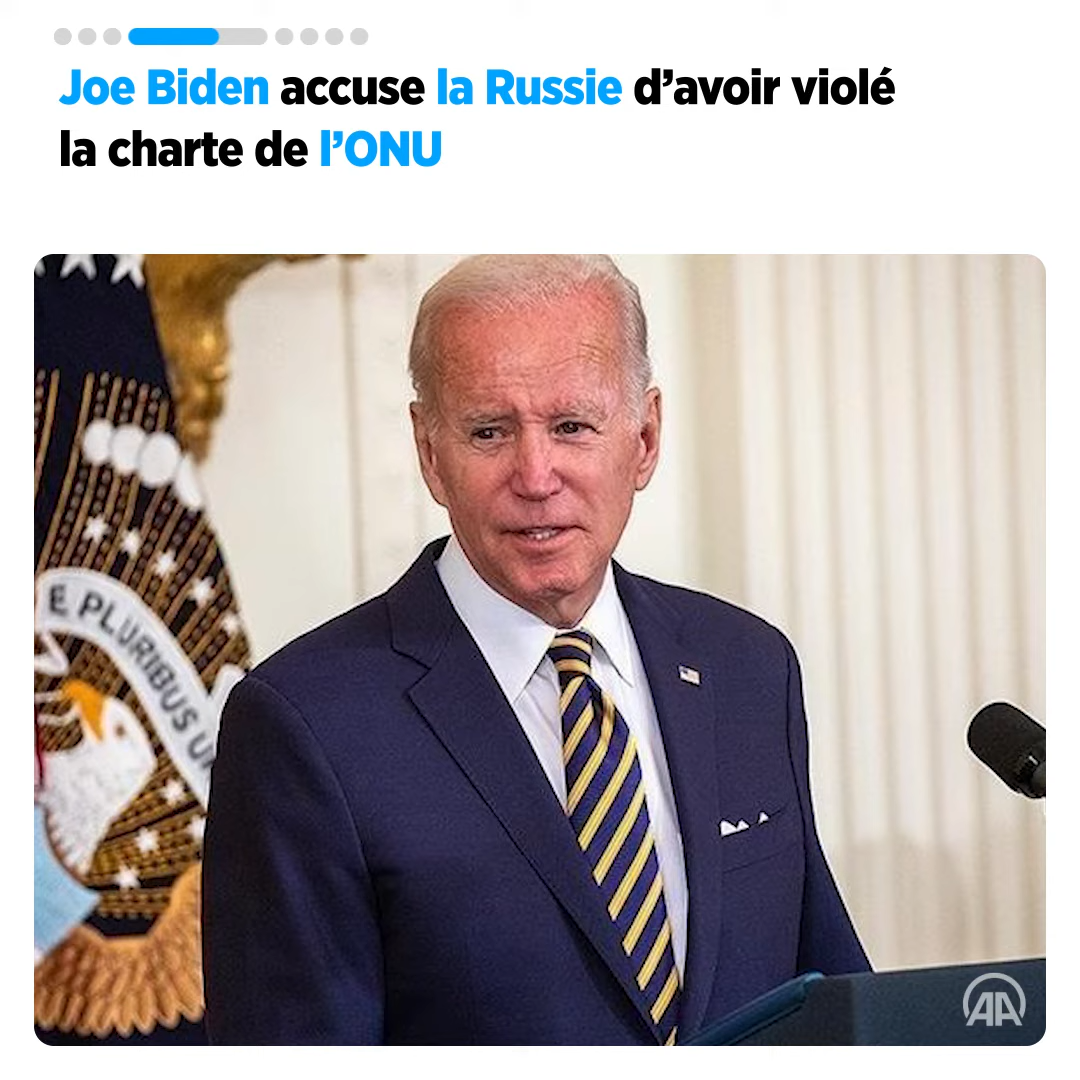 Joe Biden accuse la Russie d’avoir violé
la charte de l’ONU
E PLURIBUS
AA